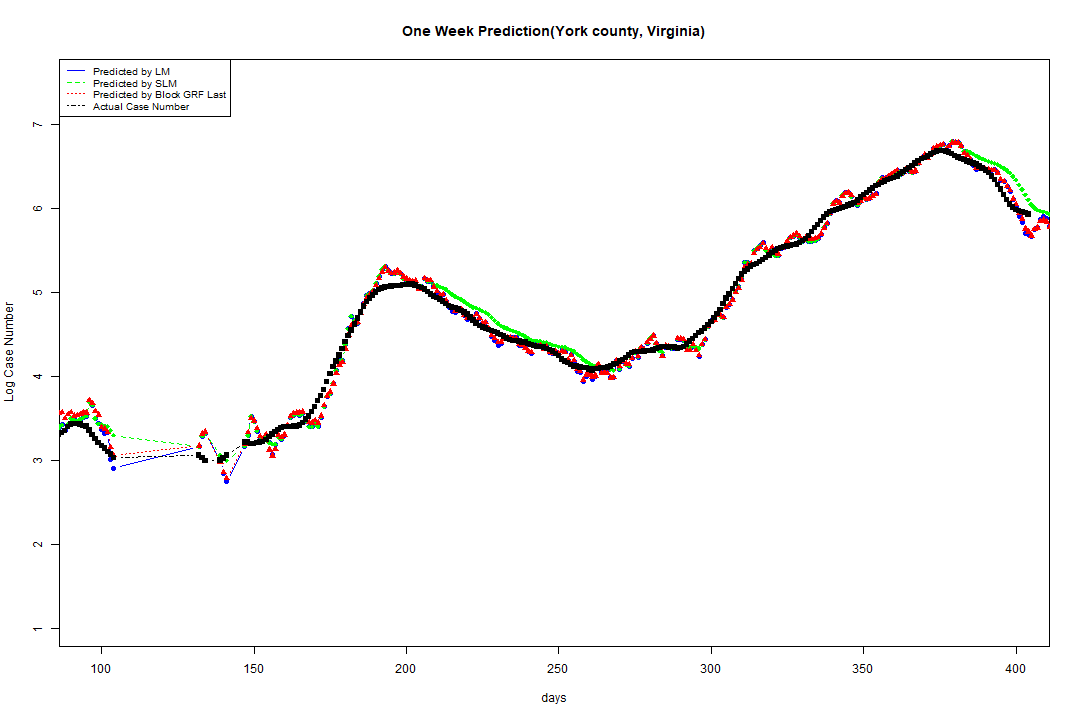 One Week Prediction(York county, Virginia)
Predicted by LM
Predicted by SLM
Predicted by Block GRF Last
Actual Case Number
Log Case Number
7
6
5
4
3
2
1
100 150 200 250 300 350 400
days